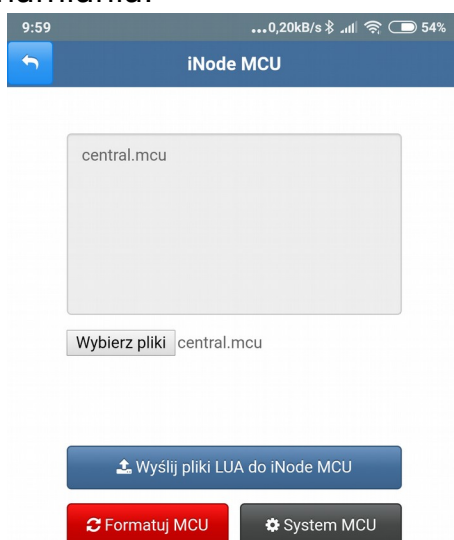 9:59 ...0,20kB/s 54%
iNode MCU
central.mcu
Wybierz pliki central.mcu
Wyślij pliki LUA do iNode MCU
Formatuj MCU System MCU